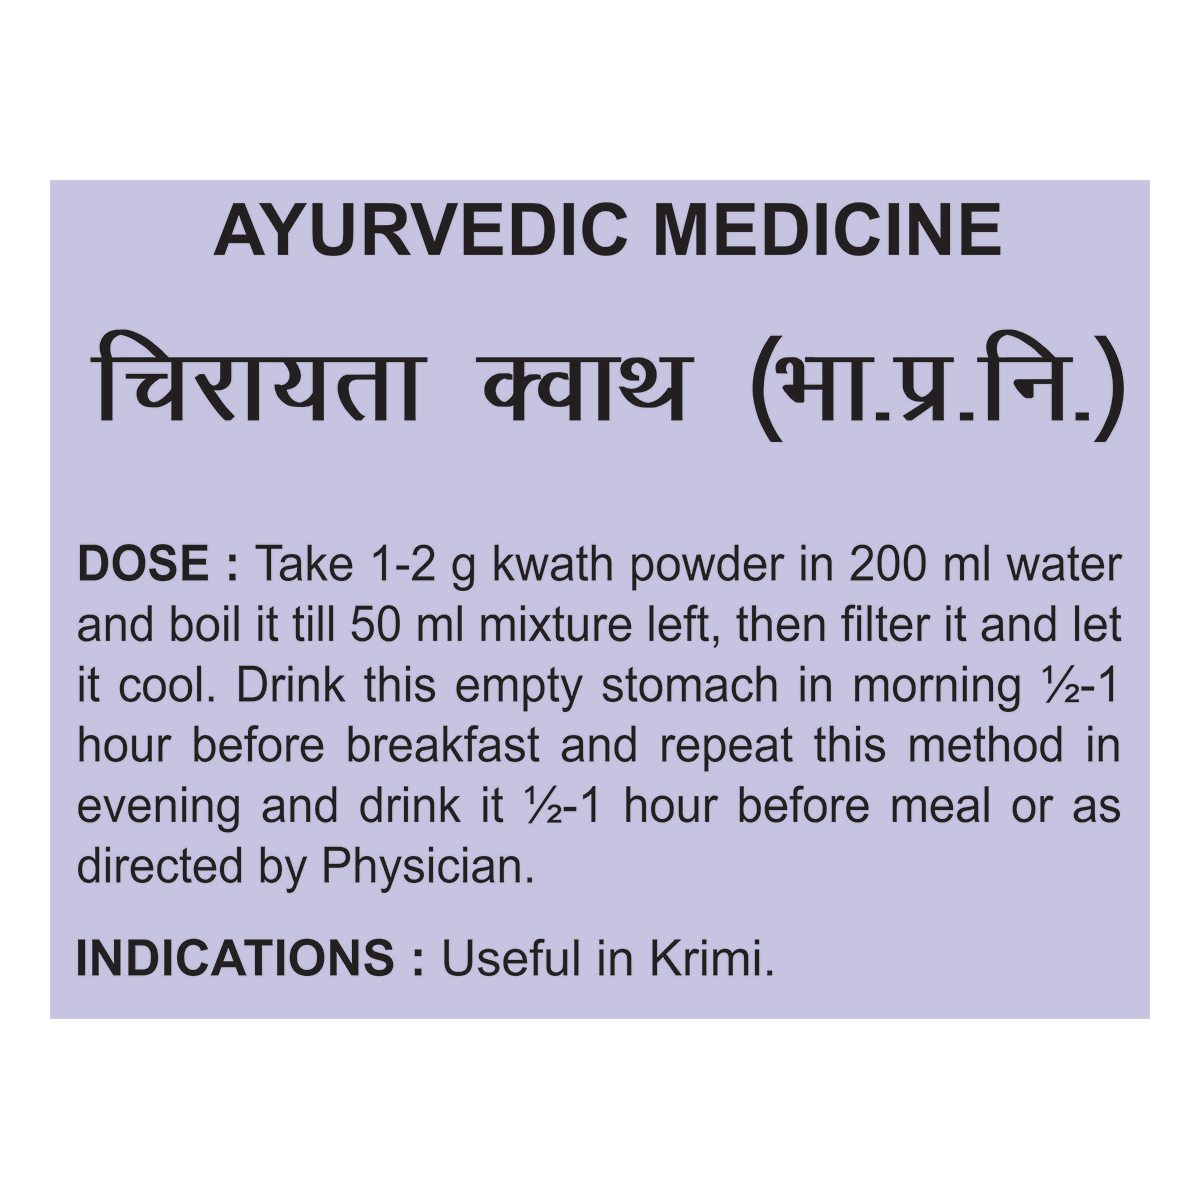 AYURVEDIC MEDICINE
चिरायता क्वाथ (भा.प्र.नि.)
DOSE : Take 1-2 g kwath powder in 200 ml water
and boil it till 50 ml mixture left, then filter it and let
it cool. Drink this empty stomach in morning ½-1
hour before breakfast and repeat this method in
evening and drink it ½-1 hour before meal or as
directed by Physician.
INDICATIONS : Useful in Krimi.